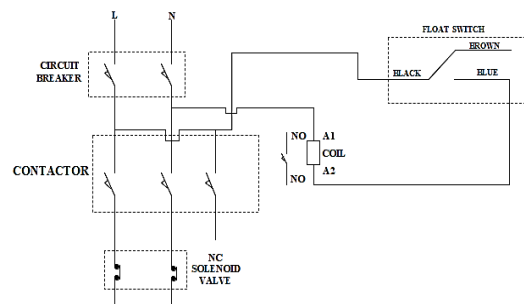 L N
FLOAT SWITCH
BROWN
CIRCUIT
BREAKER
BLACK
BLUE
NO
A1
COIL
A2
NO
CONTACTOR
NC
SOLENOID
VALVE